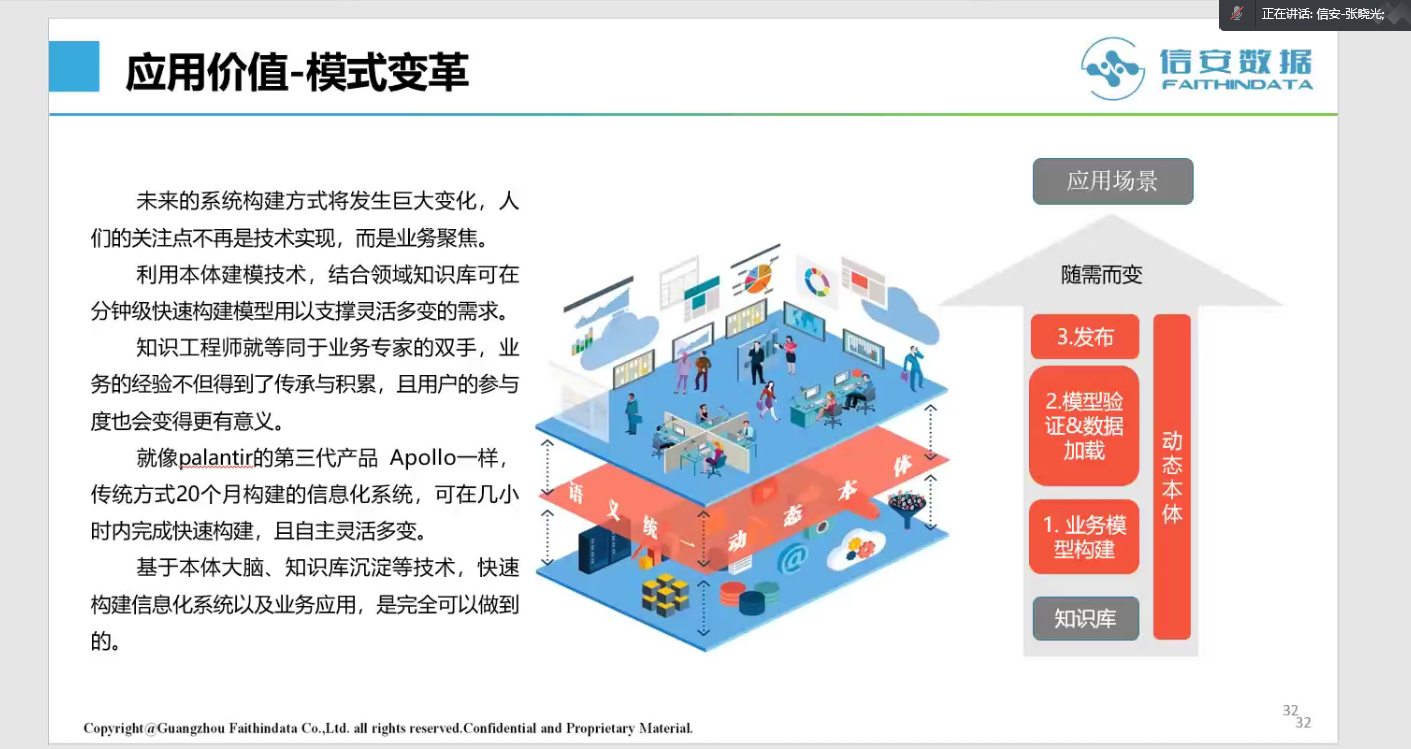 正在讲话: 信安-张晓光;
应用价值-模式变革
信安数据
FAITHINDATA
未来的系统构建方式将发生巨大变化，人
们的关注点不再是技术实现，而是业务聚焦。
利用本体建模技术，结合领域知识库可在
分钟级快速构建模型用以支撑灵活多变的需求。
知识工程师就等同于业务专家的双手，业
务的经验不但得到了传承与积累，且用户的参与
度也会变得更有意义。
就像palantir的第三代产品 Apollo一样，
传统方式20个月构建的信息化系统，可在几小
时内完成快速构建，且自主灵活多变。
基于本体大脑、知识库沉淀等技术，快速
构建信息化系统以及业务应用，是完全可以做到
的。
语义统一
动态本体
@
应用场景
随需而变
3.发布
2.模型验
证&数据
加载
1. 业务模
型构建
知识库
动态本体
Copyright@Guangzhou Faithindata Co.,Ltd. all rights reserved.Confidential and Proprietary Material.
32
32